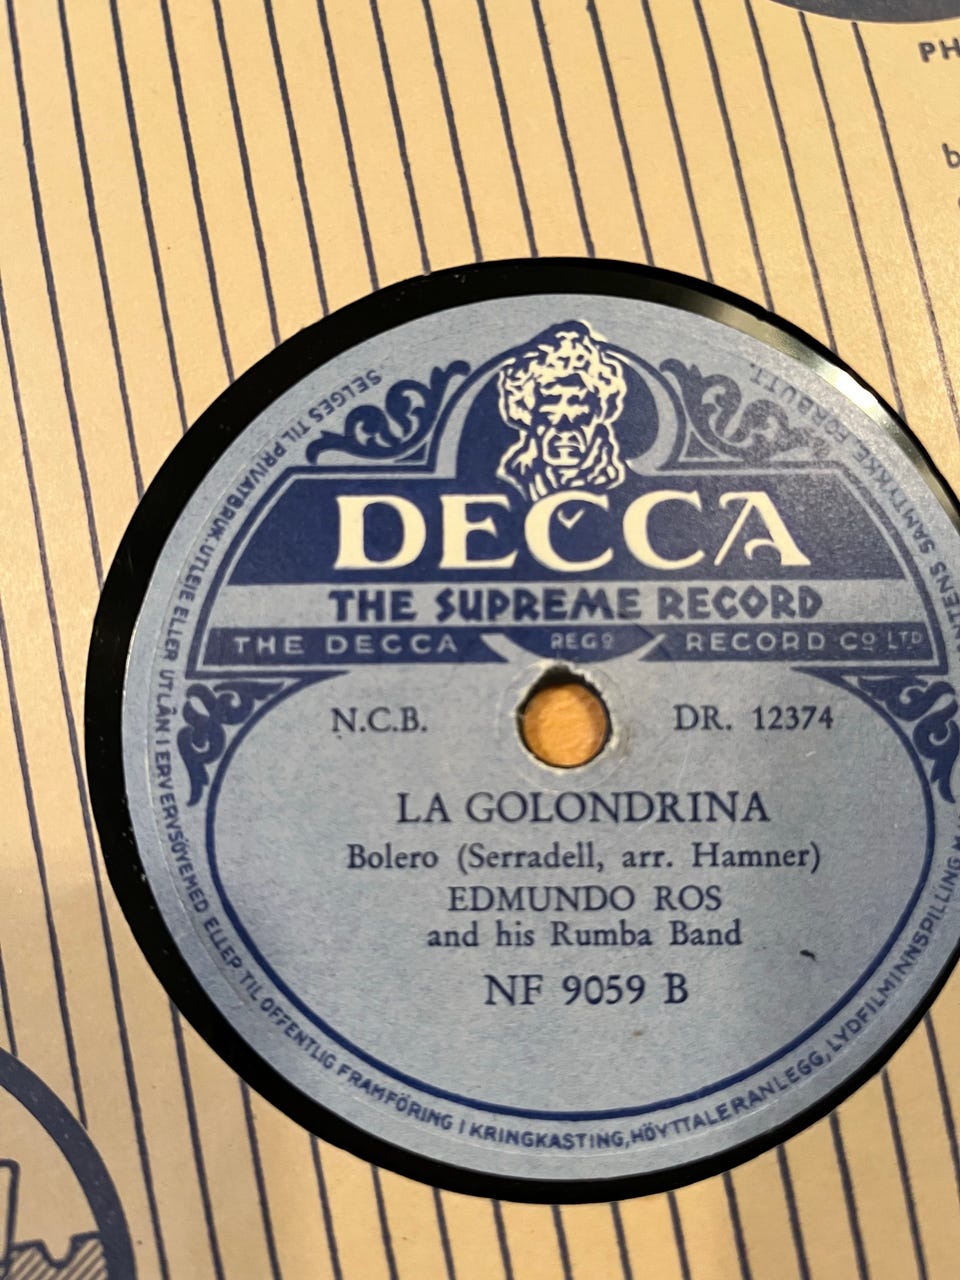 PH
b
SELGES TIL PRIVATBRUK. UTLEIE ELLER UTLÅN I ERVERVSÖYEMED ELLER TIL OFFENTLIG FRAMFÖRING I KRINGKASTING, HÖYTTALERANLEGG, LYDFILMINNSPILLING M.
SAMTYKKE FORBUTT.
DECCA
THE SUPREME RECORD
THE DECCA REGD RECORD CO LTD
N.C.B. DR. 12374
LA GOLONDRINA
Bolero (Serradell, arr. Hamner)
EDMUNDO ROS
and his Rumba Band
NF 9059 B